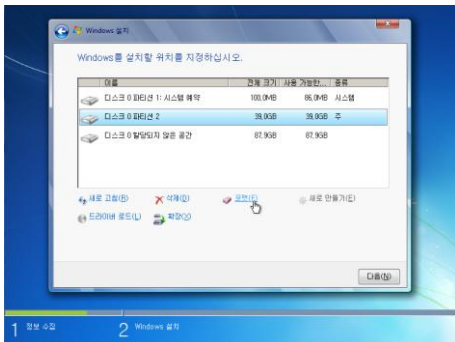 Windows 설치
Windows를 설치할 위치를 지정하십시오.
이름 전체 크기 사용 가능한... 종류
디스크 0 파티션 1: 시스템 예약 100,0MB 86,0MB 시스템
디스크 0 파티션 2 39,0GB 39,0GB 주
디스크 0 할당되지 않은 공간 87,9GB 87,9GB
새로 고침(R) 삭제(D) 포맷(F) 새로 만들기(E)
드라이버 로드(L) 확장(X)
다음(N)
1 정보 수집 2 Windows 설치